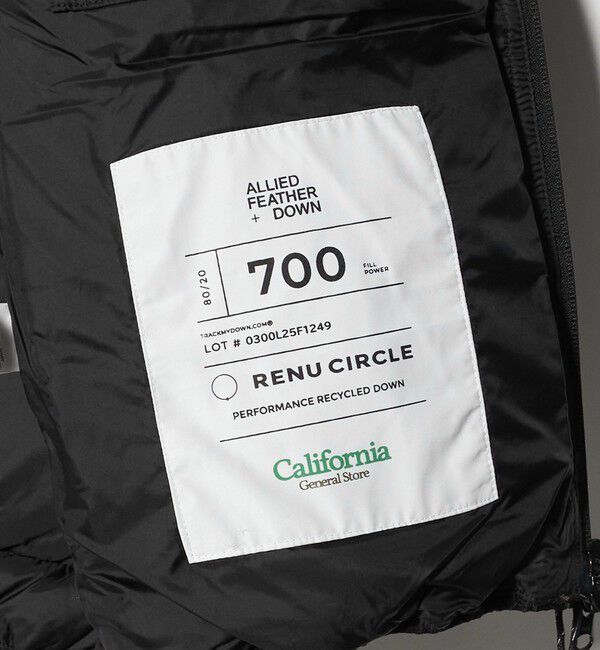 ALLIED
FEATHER
+ DOWN
80/20
700
FILL
POWER
TRACKMYDOWN.COM®
LOT # 0300L25F1249
RENU CIRCLE
PERFORMANCE RECYCLED DOWN
California
General Store